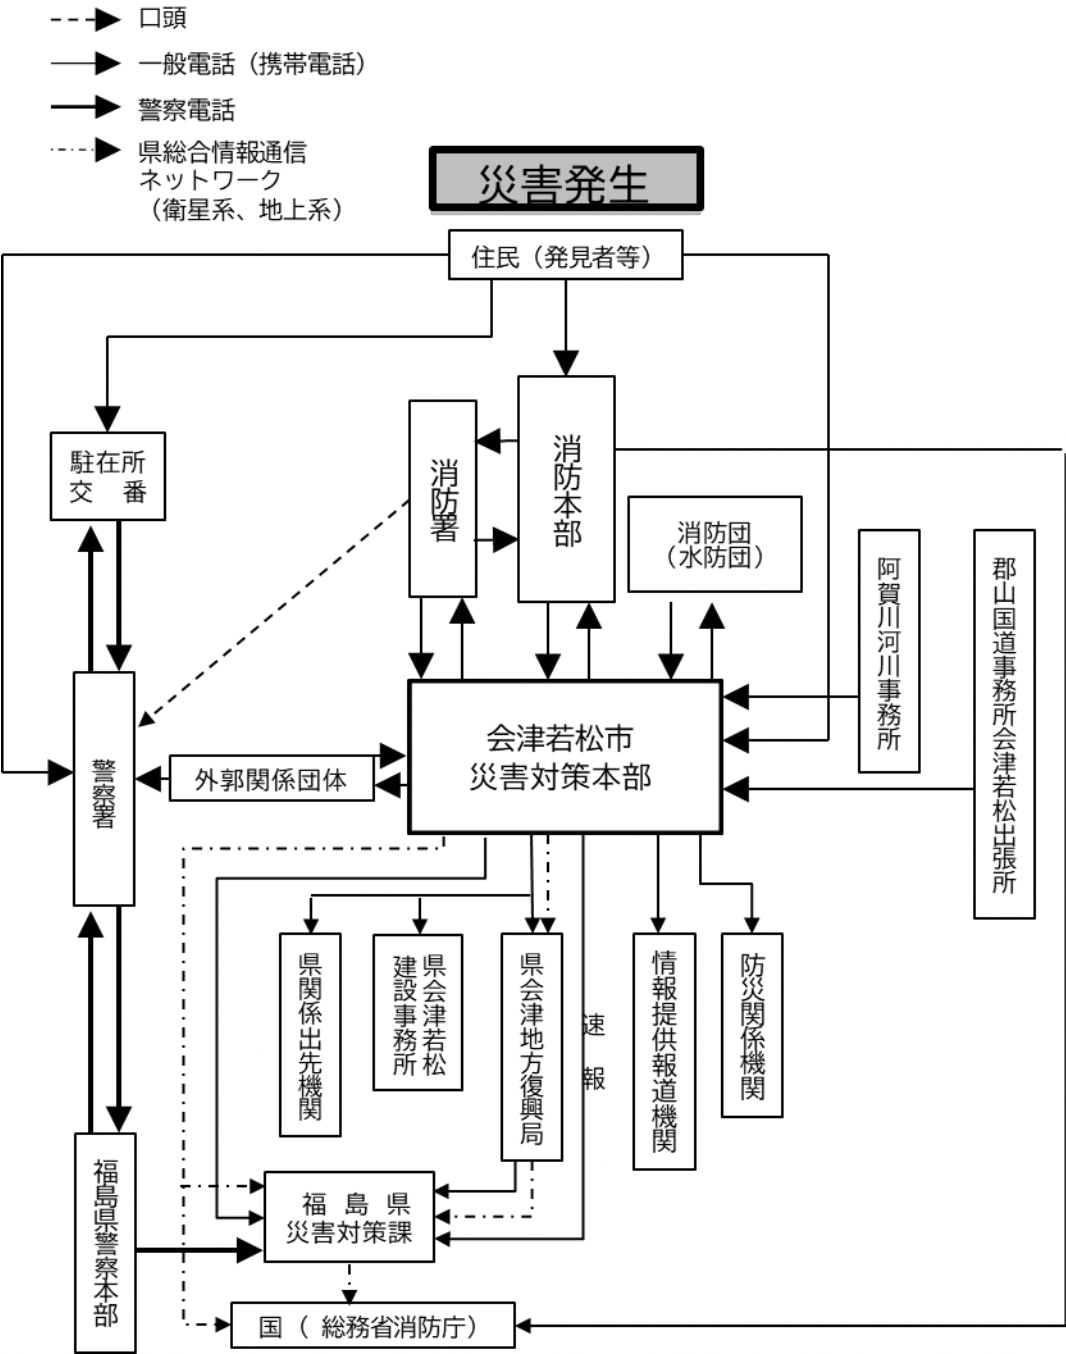 口頭
一般電話（携帯電話）
警察電話
県総合情報通信
ネットワーク
（衛星系、地上系）
災害発生
住民（発見者等）
駐在所
交　番
消防署
消防本部
消防団
（水防団）
阿賀川河川事務所
郡山国道事務所会津若松出張所
会津若松市
災害対策本部
警察署
外郭関係団体
県関係出先機関
県会津若松
建設事務所
県会津地方復興局
速　報
情報提供報道機関
防災関係機関
福島県警察本部
福　島　県
災害対策課
国（ 総務省消防庁）